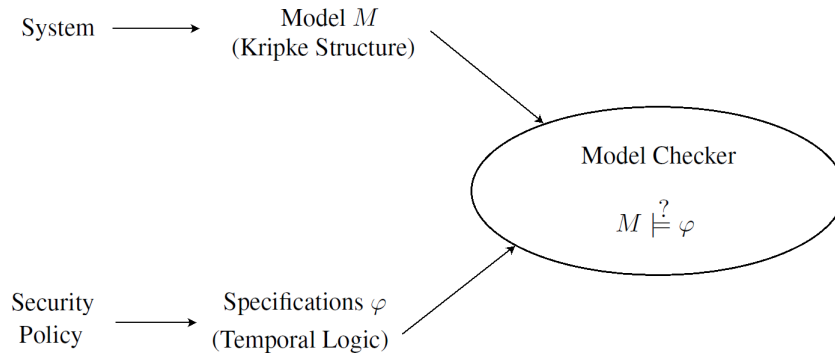 System
Model M
(Kripke Structure)
Model Checker
M ⊨? φ
Security
Policy
Specifications φ
(Temporal Logic)